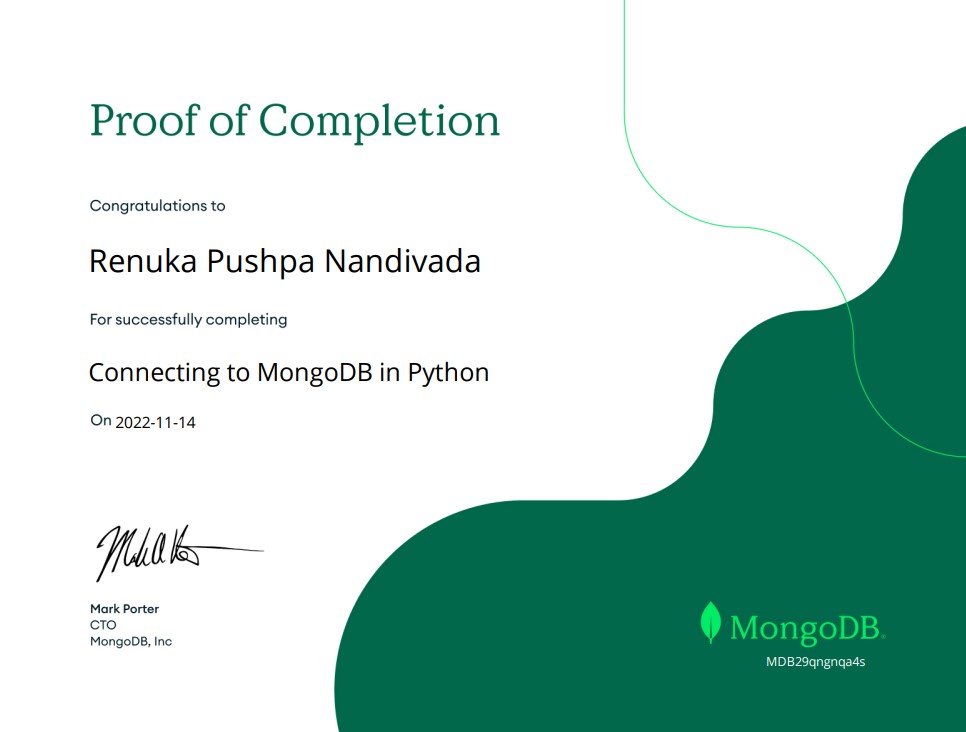 Proof of Completion
Congratulations to
Renuka Pushpa Nandivada
For successfully completing
Connecting to MongoDB in Python
On 2022-11-14
Mark Porter
CTO
MongoDB, Inc
MongoDB.
MDB29qngnqa4s